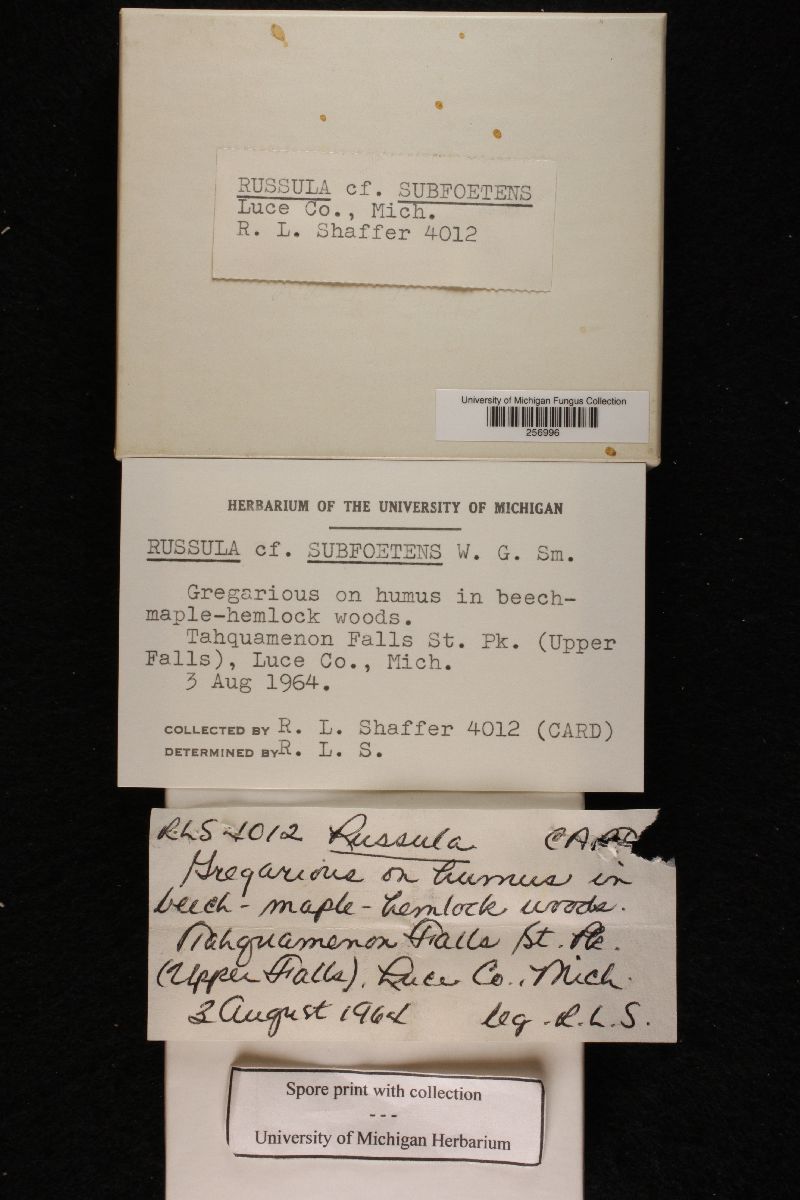 RUSSULA cf. SUBFOETENS
Luce Co., Mich.
R. L. Shaffer 4012
University of Michigan Fungus Collection
256996
HERBARIUM OF THE UNIVERSITY OF MICHIGAN
RUSSULA cf. SUBFOETENS W. G. Sm.
Gregarious on humus in beech-
maple-hemlock woods.
Tahquamenon Falls St. Pk. (Upper
Falls), Luce Co., Mich.
3 Aug 1964.
COLLECTED BY R. L. Shaffer 4012 (CARD)
DETERMINED BY R. L. S.
RLS 4012 Russula
Gregarious on humus in
beech-maple-hemlock woods.
Tahquamenon Falls St. Pk.
(Upper Falls), Luce Co., Mich.
3 August 1964 leg. R. L. S.
Spore print with collection
---
University of Michigan Herbarium